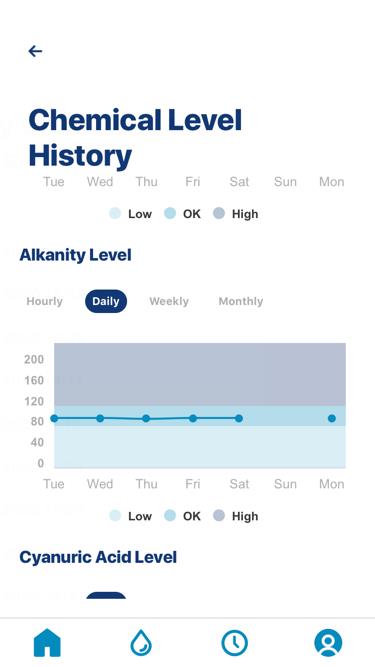 Chemical Level
History
Tue Wed Thu Fri Sat Sun Mon
Low OK High
Alkanity Level
Hourly Daily Weekly Monthly
200
160
120
80
40
0
Tue Wed Thu Fri Sat Sun Mon
Low OK High
Cyanuric Acid Level